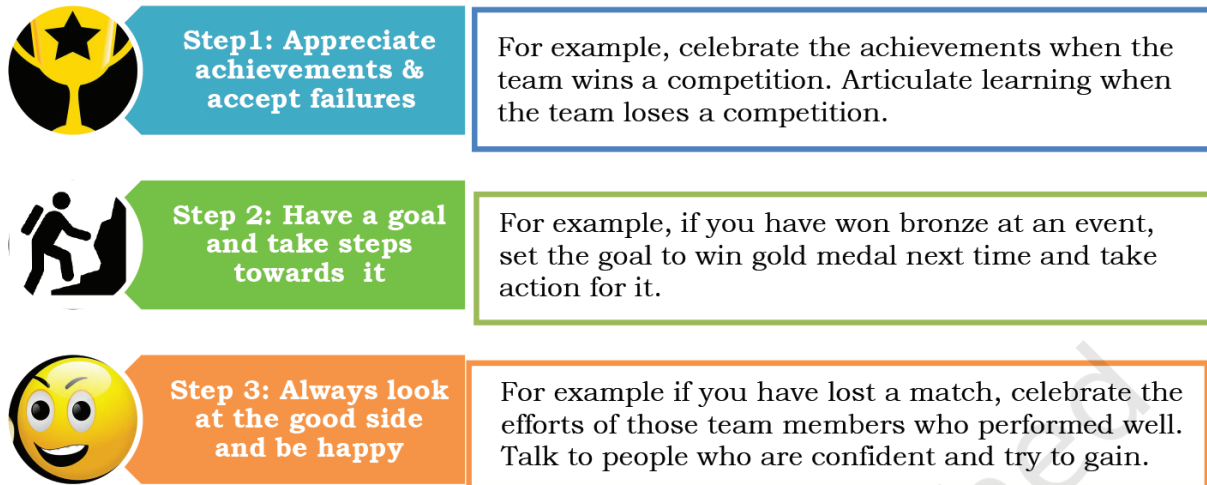 Step1: Appreciate
achievements &
accept failures
For example, celebrate the achievements when the
team wins a competition. Articulate learning when
the team loses a competition.
Step 2: Have a goal
and take steps
towards it
For example, if you have won bronze at an event,
set the goal to win gold medal next time and take
action for it.
Step 3: Always look
at the good side
and be happy
For example if you have lost a match, celebrate the
efforts of those team members who performed well.
Talk to people who are confident and try to gain.